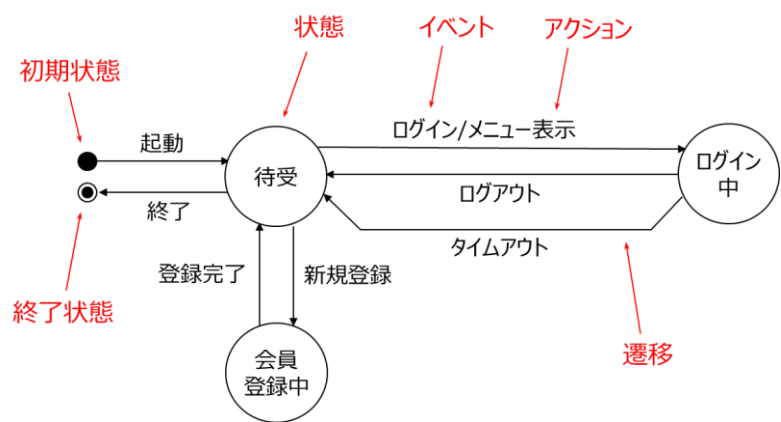 状態
イベント
アクション
初期状態
起動
ログイン/メニュー表示
待受
ログイン
中
終了
ログアウト
タイムアウト
登録完了
新規登録
終了状態
遷移
会員
登録中